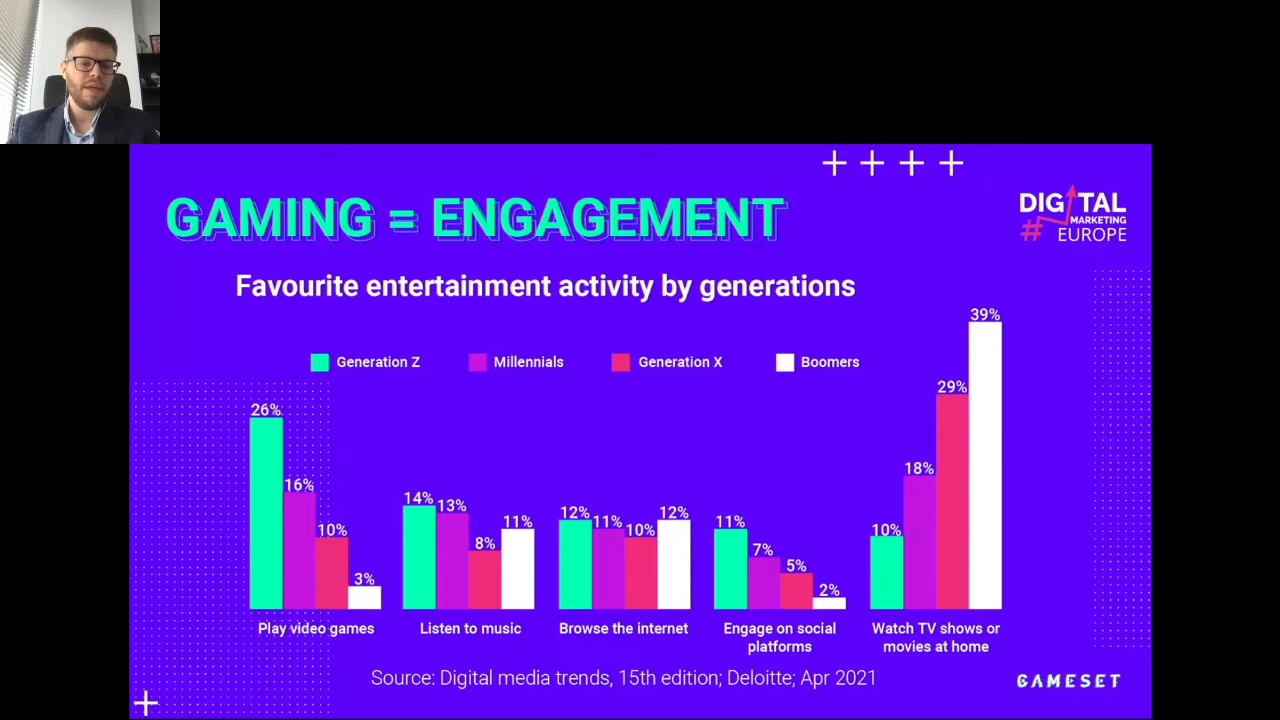 GAMING = ENGAGEMENT
DIGITAL
MARKETING
# EUROPE
Favourite entertainment activity by generations
Generation Z Millennials Generation X Boomers
26% 16% 10% 3%
14% 13% 8% 11%
12% 11% 10% 12%
11% 7% 5% 2%
10% 18% 29% 39%
Play video games
Listen to music
Browse the internet
Engage on social
platforms
Watch TV shows or
movies at home
Source: Digital media trends, 15th edition; Deloitte; Apr 2021
GAMESET